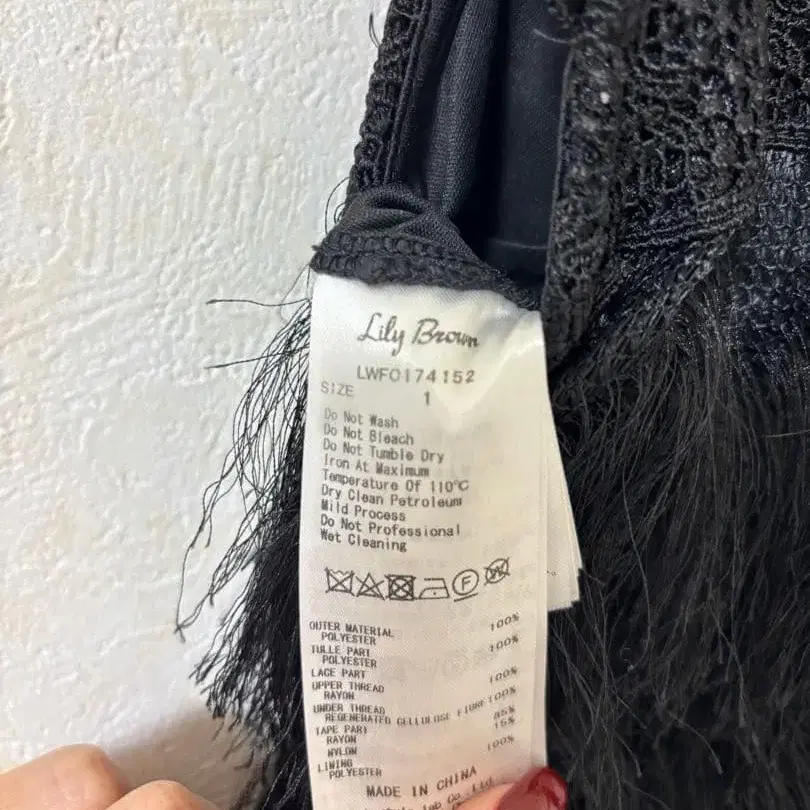 Lily Brown
LWFO174152
SIZE 1
Do Not Wash
Do Not Bleach
Do Not Tumble Dry
Iron At Maximum
Temperature Of 110°C
Dry Clean Petroleum
Mild Process
Do Not Professional
Wet Cleaning
F W
OUTER MATERIAL
POLYESTER 100%
TULLE PART
POLYESTER 100%
LACE PART
UPPER THREAD
RAYON 100%
UNDER THREAD
REGENERATED CELLULOSE FIBRE 100%
TAPE PART
RAYON 85%
NYLON 15%
LINING
POLYESTER 100%
MADE IN CHINA
Lab Co., Ltd.